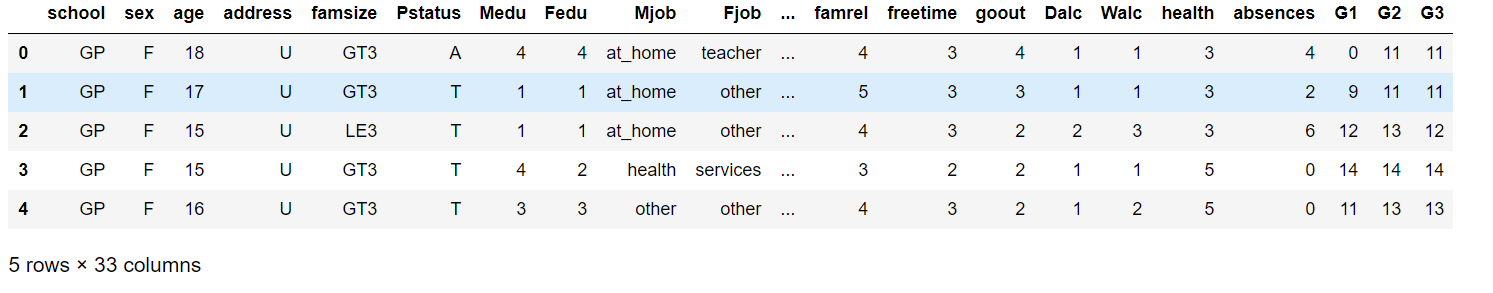 school sex age address famsize Pstatus Medu Fedu Mjob Fjob ... famrel freetime goout Dalc Walc health absences G1 G2 G3
0 GP F 18 U GT3 A 4 4 at_home teacher ... 4 3 4 1 1 3 4 0 11 11
1 GP F 17 U GT3 T 1 1 at_home other ... 5 3 3 1 1 3 2 9 11 11
2 GP F 15 U LE3 T 1 1 at_home other ... 4 3 2 2 3 3 6 12 13 12
3 GP F 15 U GT3 T 4 2 health services ... 3 2 2 1 1 5 0 14 14 14
4 GP F 16 U GT3 T 3 3 other other ... 4 3 2 1 2 5 0 11 13 13
5 rows × 33 columns